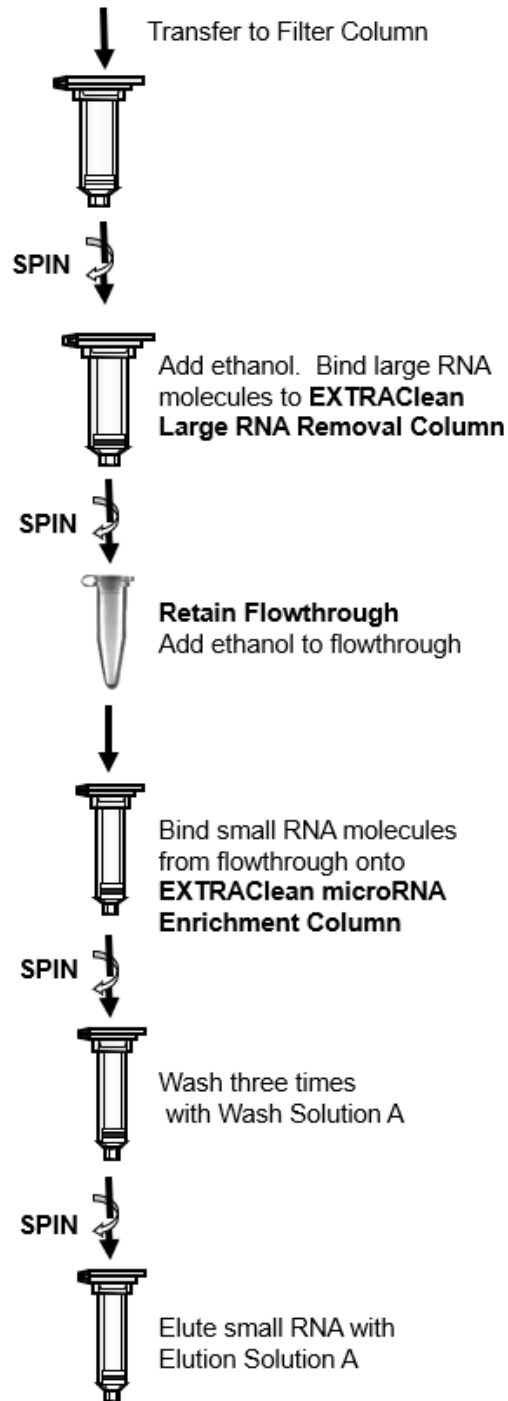 Transfer to Filter Column
SPIN
Add ethanol.  Bind large RNA
molecules to EXTRAClean
Large RNA Removal Column
SPIN
Retain Flowthrough
Add ethanol to flowthrough
Bind small RNA molecules
from flowthrough onto
EXTRAClean microRNA
Enrichment Column
SPIN
Wash three times
with Wash Solution A
SPIN
Elute small RNA with
Elution Solution A